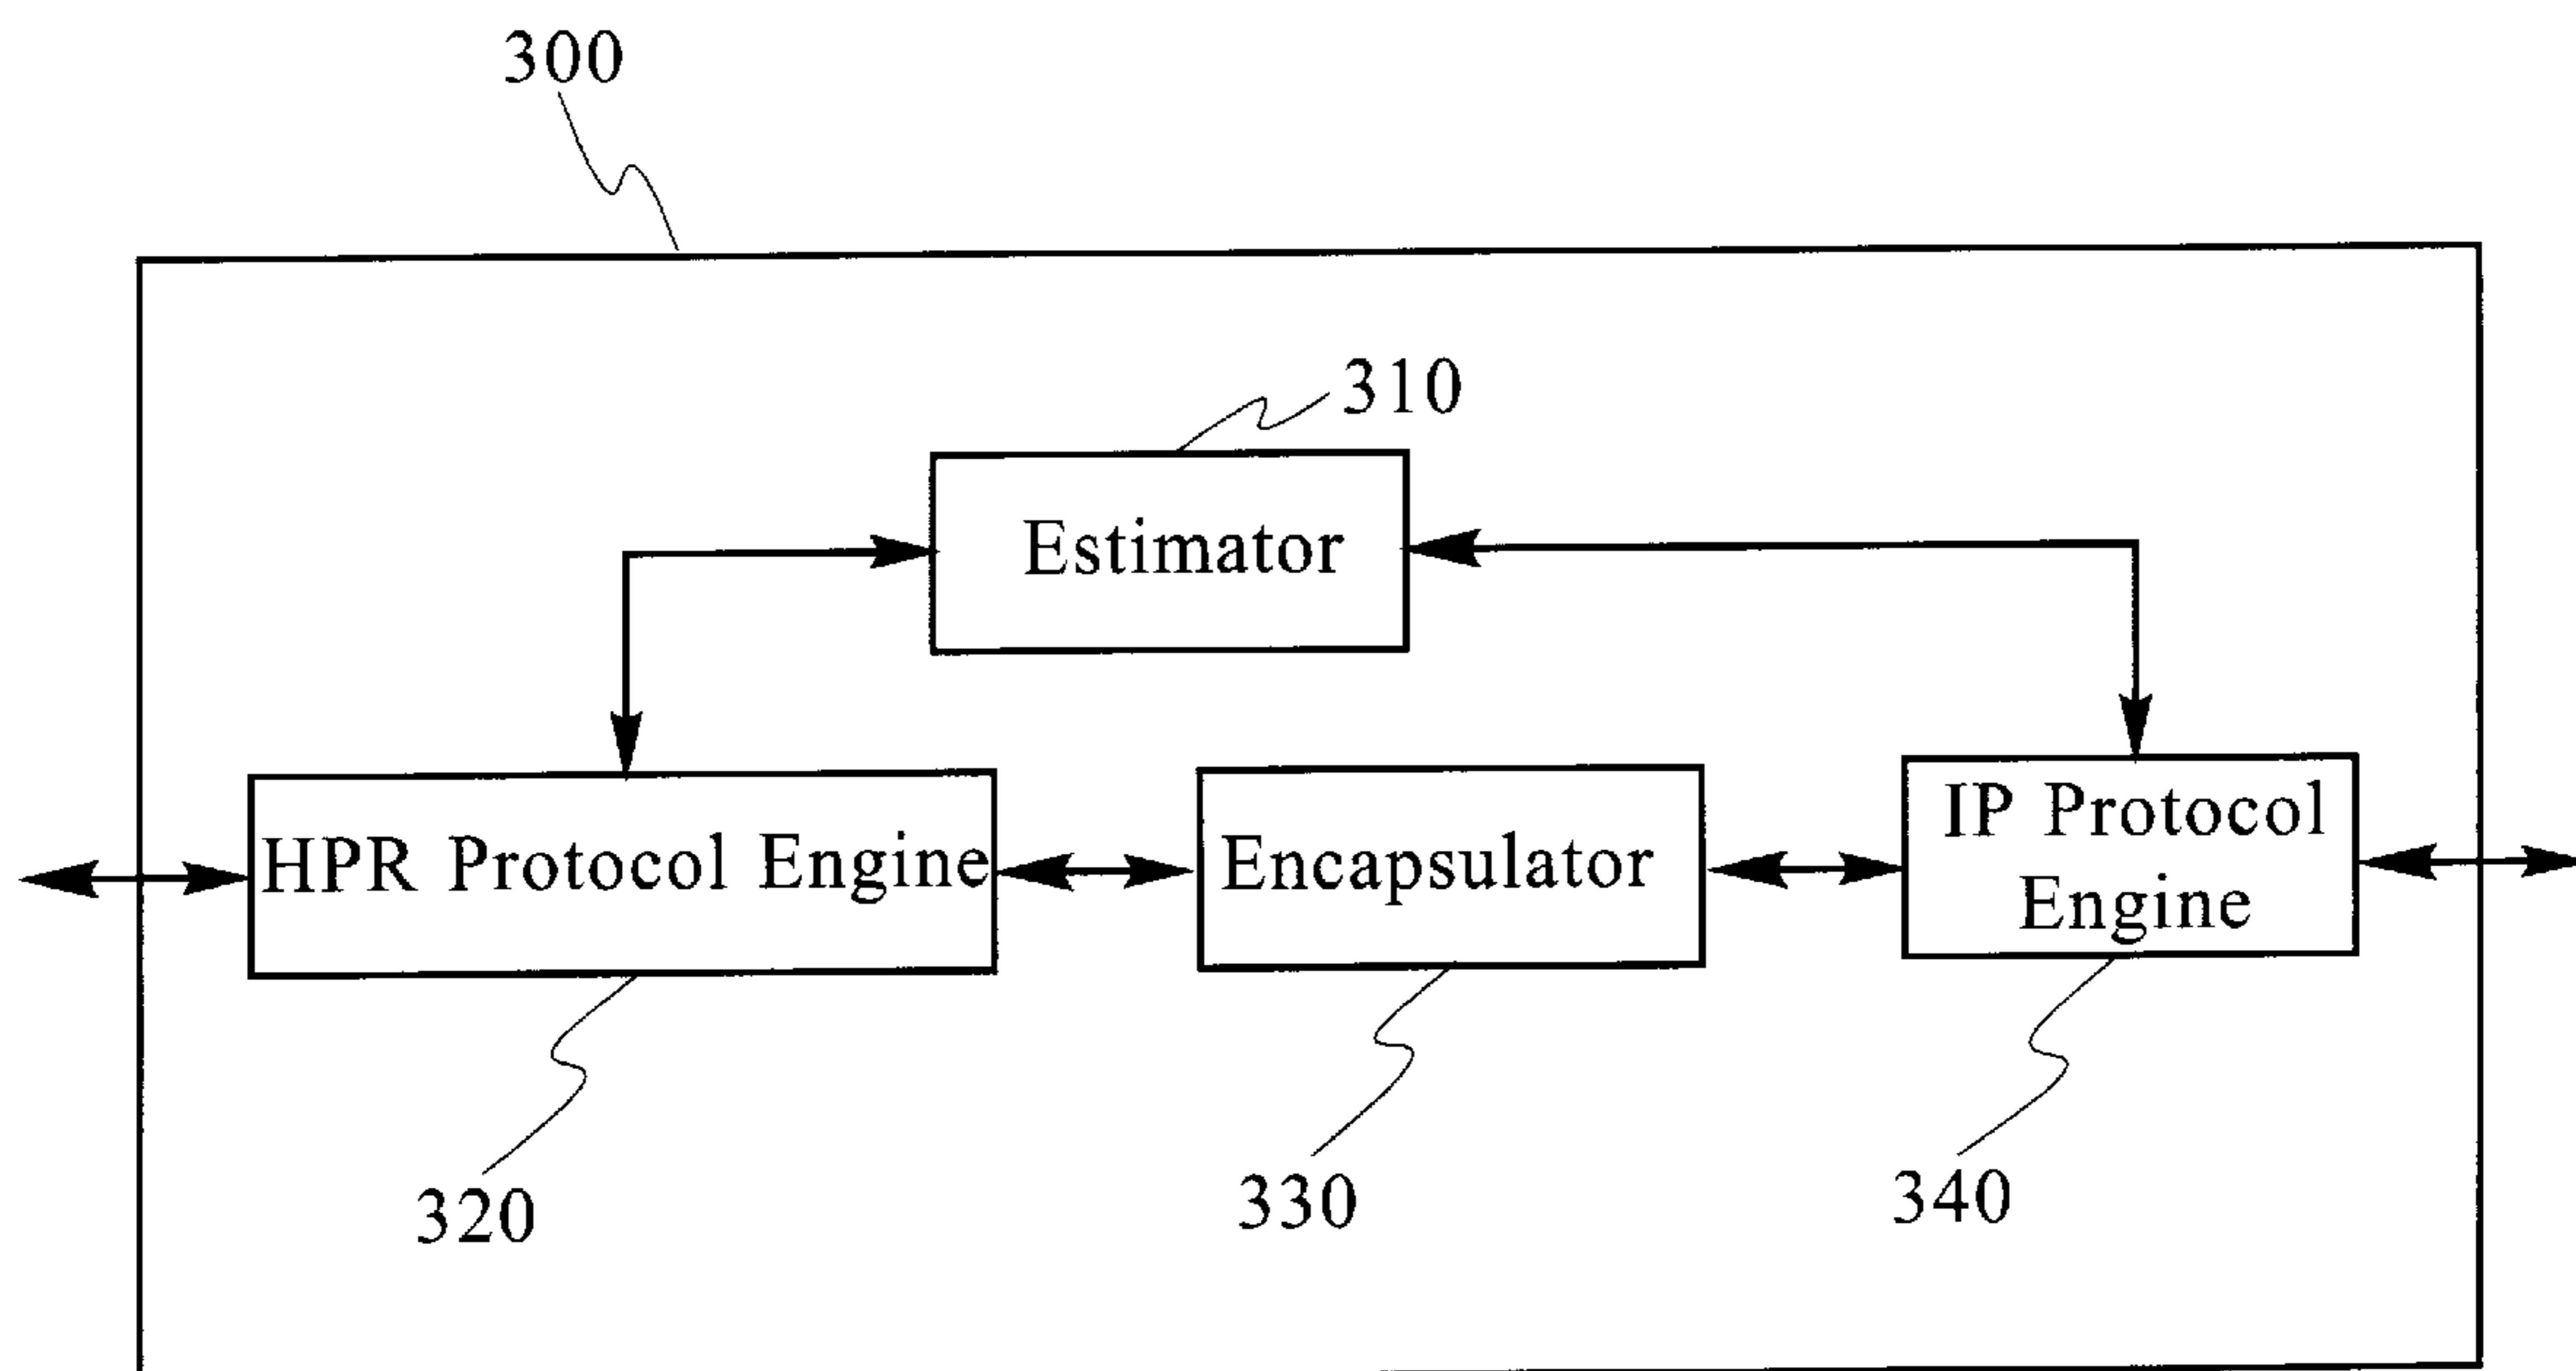 300
310
Estimator
HPR Protocol Engine
Encapsulator
IP Protocol
Engine
320
330
340